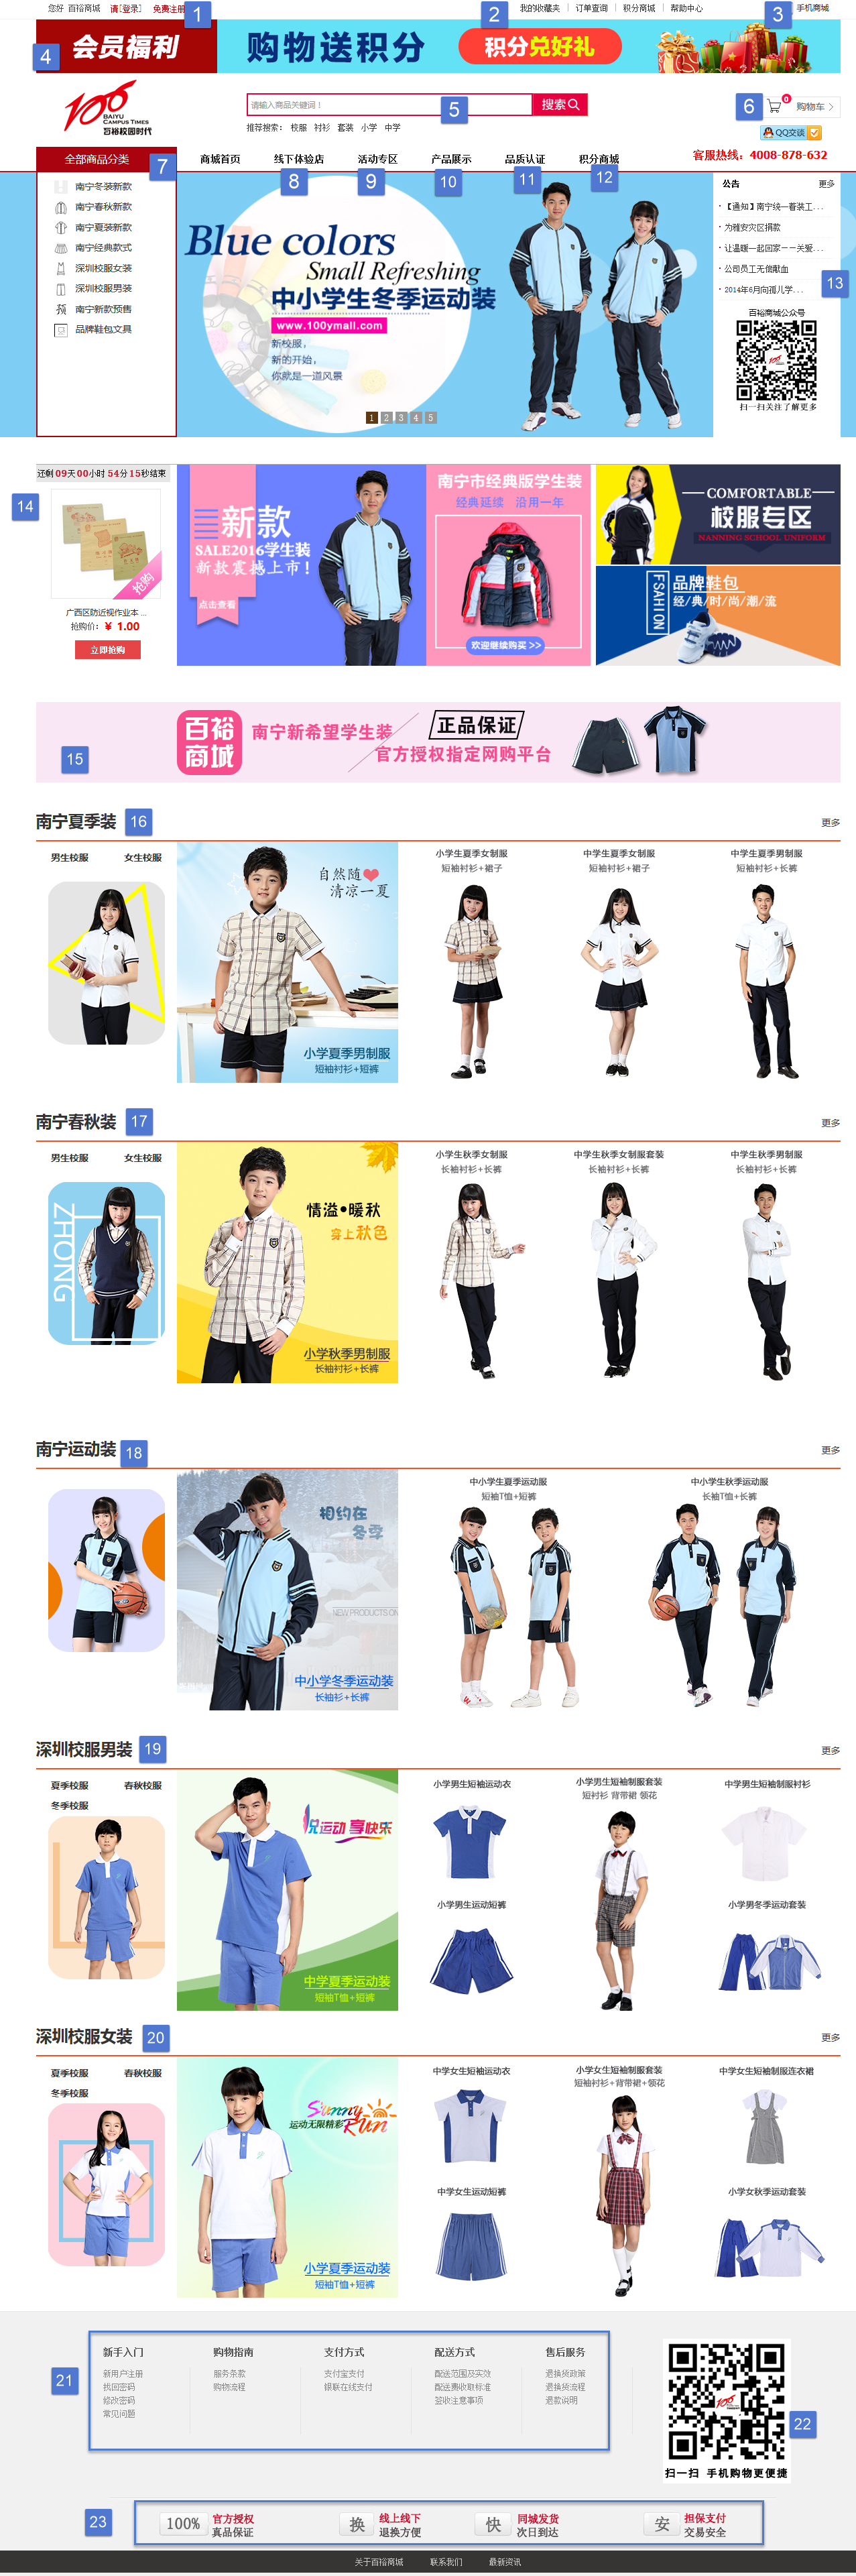 您好 百裕商城 请[登录] 免费注册 1 2 我的收藏夹 订单查询 积分商城 帮助中心 3 手机商城
4 会员福利 购物送积分 积分兑好礼
100 BAIYU CAMPUS TIMES 百裕校园时代
请输入商品关键词！ 5 搜索
推荐搜索： 校服 衬衫 套装 小学 中学
6 0 购物车
QQ交谈
客服热线：4008-878-632
全部商品分类 7 商城首页 线下体验店 活动专区 产品展示 品质认证 积分商城
8 9 10 11 12
南宁冬装新款
南宁春秋新款
南宁夏装新款
南宁经典款式
深圳校服女装
深圳校服男装
南宁新款预售
品牌鞋包文具
Blue colors
Small Refreshing
中小学生冬季运动装
www.100ymall.com
新校服，
新的开始，
你就是一道风景
1 2 3 4 5
公告 更多
【通知】南宁统一着装工...
为雅安灾区捐款
让温暖一起回家——关爱...
公司员工无偿献血
2014年6月向孤儿学...
13
百裕商城公众号
扫一扫关注了解更多
14
还剩 09天 00小时 54分 15秒结束
抢购
广西区防近视作业本 ...
抢购价：￥ 1.00
立即抢购
新款
SALE2016学生装
新款震撼上市！
点击查看
南宁市经典版学生装
经典延续 沿用一年
欢迎继续购买 >>
COMFORTABLE
校服专区
NANNING SCHOOL UNIFORM
FSAHION
品牌鞋包
经/典/时/尚/潮/流
15
百裕商城
南宁新希望学生装
正品保证
官方授权指定网购平台
南宁夏季装 16 更多
男生校服 女生校服
自然随
清凉一夏
小学夏季男制服
短袖衬衫+短裤
小学生夏季女制服
短袖衬衫+裙子
中学生夏季女制服
短袖衬衫+裙子
中学生夏季男制服
短袖衬衫+长裤
南宁春秋装 17 更多
男生校服 女生校服
ZHONG
情溢•暖秋
穿上秋色
小学秋季男制服
长袖衬衫+长裤
小学生秋季女制服
长袖衬衫+长裤
中学生秋季女制服套装
长袖衬衫+长裤
中学生秋季男制服
长袖衬衫+长裤
南宁运动装 18 更多
相约在
冬季
NEW PRODUCTS ON
中小学冬季运动装
长袖衫+长裤
中小学生夏季运动服
短袖T恤+短裤
中小学生秋季运动服
长袖T恤+长裤
深圳校服男装 19 更多
夏季校服 春秋校服
冬季校服
悦运动 享快乐
中学夏季运动装
短袖T恤+短裤
小学男生短袖运动衣
小学男生运动短裤
小学男生短袖制服套装
短衬衫 背带裙 领花
中学男生短袖制服衬衫
小学男冬季运动套装
深圳校服女装 20 更多
夏季校服 春秋校服
冬季校服
Sunny Run
运动无限精彩
小学夏季运动装
短袖T恤+短裤
中学女生短袖运动衣
中学女生运动短裤
小学女生短袖制服套装
短袖衬衫+背带裙+领花
中学女生短袖制服连衣裙
小学女秋季运动套装
21
新手入门 购物指南 支付方式 配送方式 售后服务
新用户注册 服务条款 支付宝支付 配送范围及实效 退换货政策
找回密码 购物流程 银联在线支付 配送费收取标准 退换货流程
修改密码 签收注意事项 退款说明
常见问题
22
扫一扫 手机购物更便捷
23
100% 官方授权 真品保证
换 线上线下 退换方便
快 同城发货 次日到达
安 担保支付 交易安全
关于百裕商城 联系我们 最新资讯